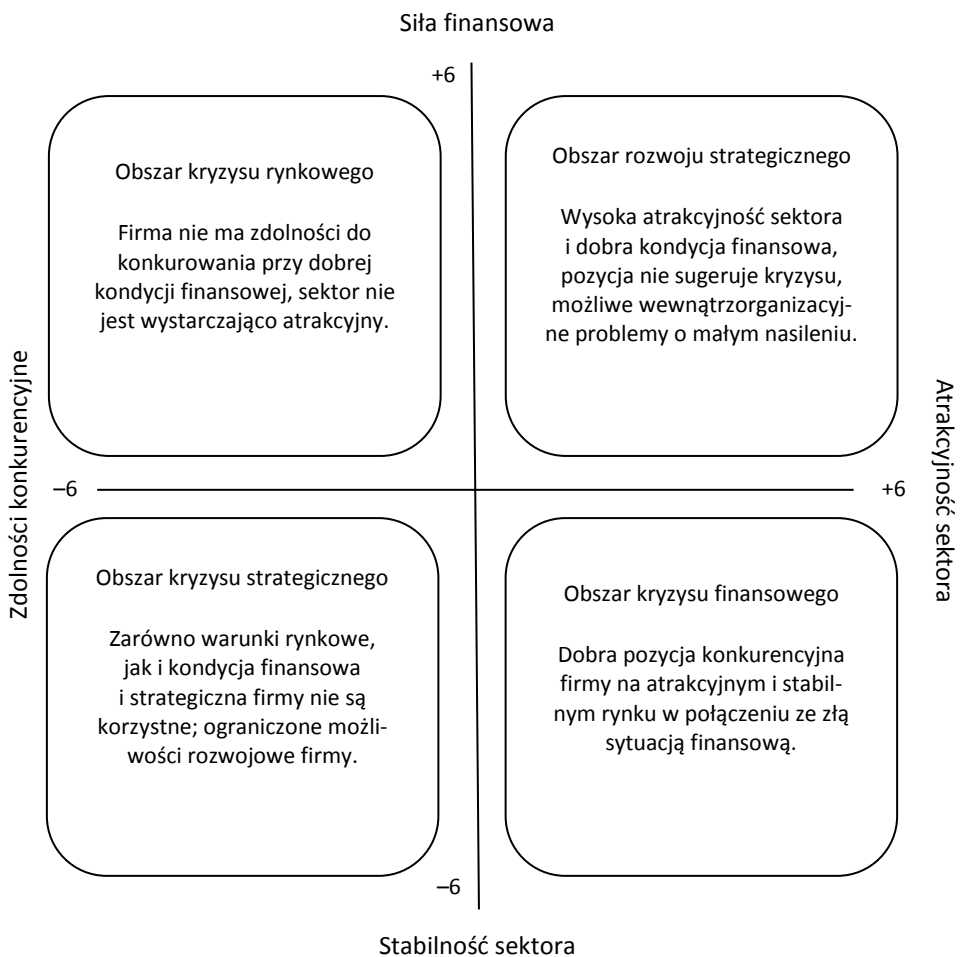 Siła finansowa
+6
Obszar kryzysu rynkowego
Firma nie ma zdolności do
konkurowania przy dobrej
kondycji finansowej, sektor nie
jest wystarczająco atrakcyjny.
Obszar rozwoju strategicznego
Wysoka atrakcyjność sektora
i dobra kondycja finansowa,
pozycja nie sugeruje kryzysu,
możliwe wewnątrzorganizacyj-
ne problemy o małym nasileniu.
Zdolności konkurencyjne
–6
+6
Atrakcyjność sektora
Obszar kryzysu strategicznego
Zarówno warunki rynkowe,
jak i kondycja finansowa
i strategiczna firmy nie są
korzystne; ograniczone możli-
wości rozwojowe firmy.
Obszar kryzysu finansowego
Dobra pozycja konkurencyjna
firmy na atrakcyjnym i stabil-
nym rynku w połączeniu ze złą
sytuacją finansową.
–6
Stabilność sektora